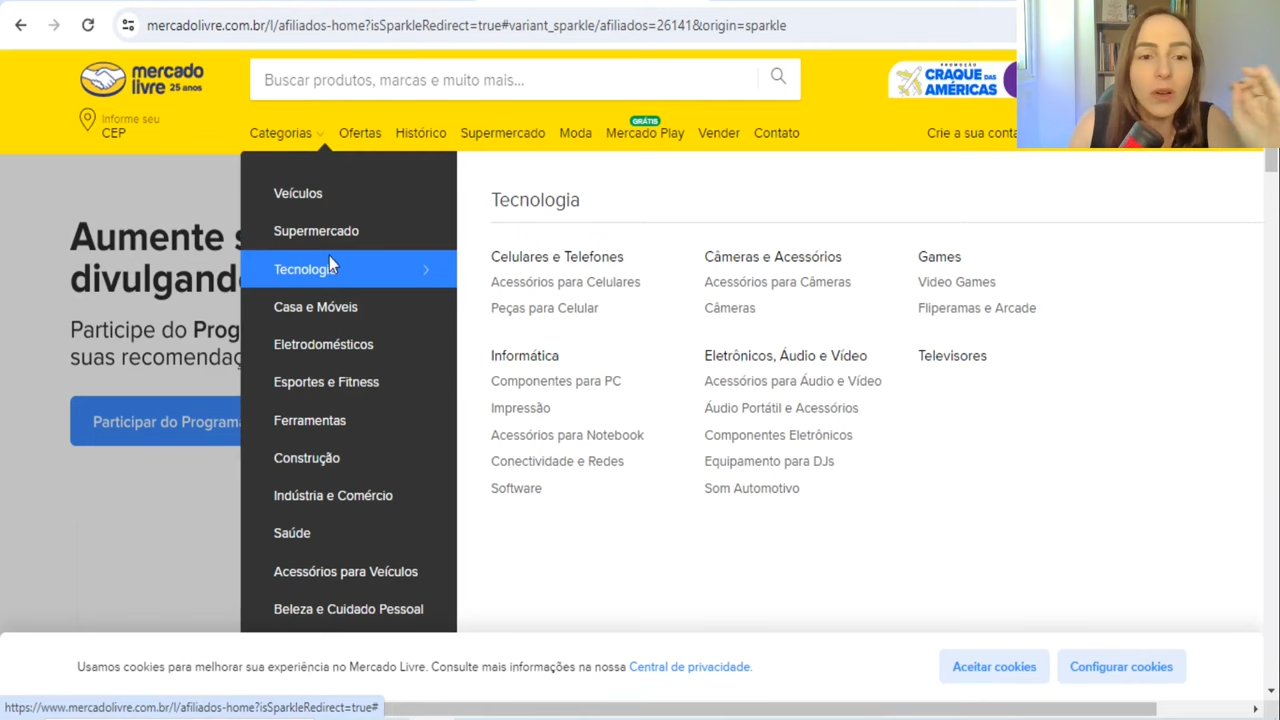 mercadolivre.com.br/l/afiliados-home?isSparkleRedirect=true#variant_sparkle/afiliados=26141&origin=sparkle
mercado
livre 25 anos
Buscar produtos, marcas e muito mais...
PROMOÇÃO
CRAQUE DAS
AMÉRICAS
Informe seu
CEP
GRÁTIS
Categorias Ofertas Histórico Supermercado Moda Mercado Play Vender Contato Crie a sua conta
Veículos
Supermercado
Tecnologia
Casa e Móveis
Eletrodomésticos
Esportes e Fitness
Ferramentas
Construção
Indústria e Comércio
Saúde
Acessórios para Veículos
Beleza e Cuidado Pessoal
Tecnologia
Celulares e Telefones
Acessórios para Celulares
Peças para Celular
Câmeras e Acessórios
Acessórios para Câmeras
Câmeras
Games
Video Games
Fliperamas e Arcade
Informática
Componentes para PC
Impressão
Acessórios para Notebook
Conectividade e Redes
Software
Eletrônicos, Áudio e Vídeo
Acessórios para Áudio e Vídeo
Áudio Portátil e Acessórios
Componentes Eletrônicos
Equipamento para DJs
Som Automotivo
Televisores
Aumente
divulgand
Participe do Prog
suas recomendaç
Participar do Programa
Usamos cookies para melhorar sua experiência no Mercado Livre. Consulte mais informações na nossa Central de privacidade.
Aceitar cookies
Configurar cookies
https://www.mercadolivre.com.br/l/afiliados-home?isSparkleRedirect=true#